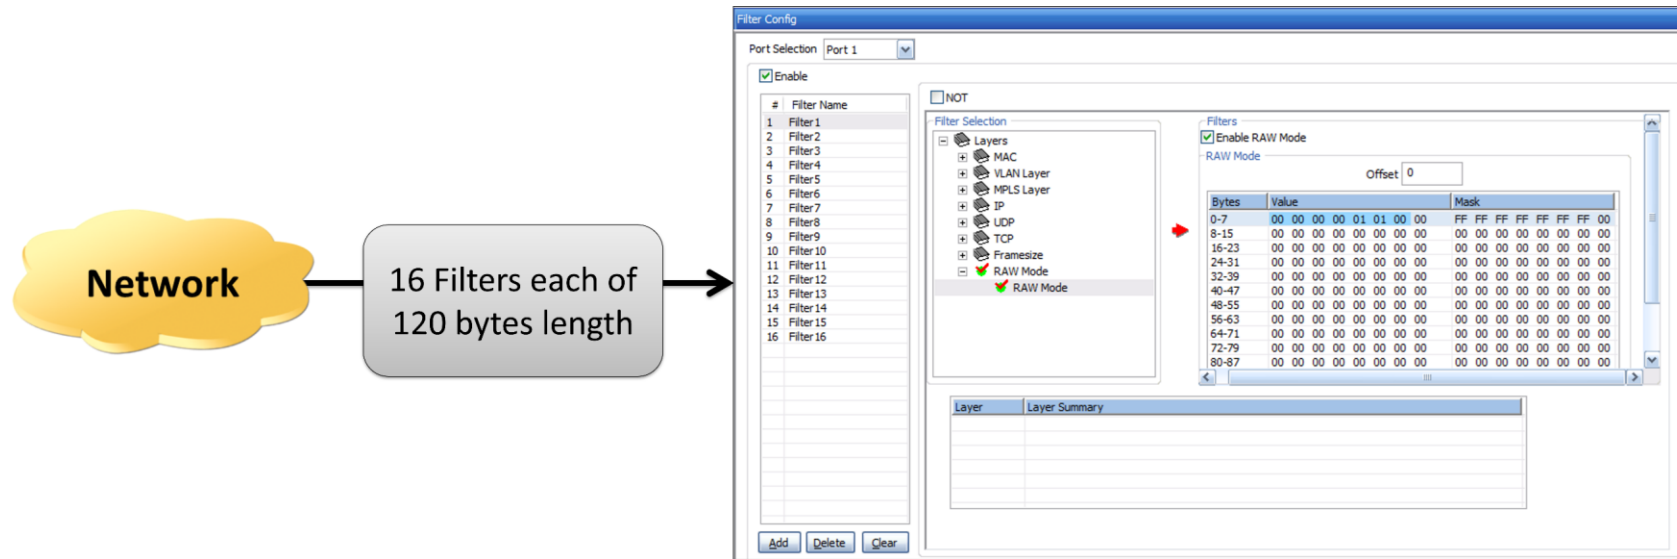 Network
16 Filters each of
120 bytes length
Filter Config
Port Selection Port 1
Enable
# Filter Name
1 Filter1
2 Filter2
3 Filter3
4 Filter4
5 Filter5
6 Filter6
7 Filter7
8 Filter8
9 Filter9
10 Filter10
11 Filter11
12 Filter12
13 Filter13
14 Filter14
15 Filter15
16 Filter16
Add Delete Clear
NOT
Filter Selection
Layers
MAC
VLAN Layer
MPLS Layer
IP
UDP
TCP
Framesize
RAW Mode
RAW Mode
Filters
Enable RAW Mode
RAW Mode
Offset 0
Bytes Value Mask
0-7 00 00 00 00 01 01 00 00 FF FF FF FF FF FF FF 00
8-15 00 00 00 00 00 00 00 00 00 00 00 00 00 00 00 00
16-23 00 00 00 00 00 00 00 00 00 00 00 00 00 00 00 00
24-31 00 00 00 00 00 00 00 00 00 00 00 00 00 00 00 00
32-39 00 00 00 00 00 00 00 00 00 00 00 00 00 00 00 00
40-47 00 00 00 00 00 00 00 00 00 00 00 00 00 00 00 00
48-55 00 00 00 00 00 00 00 00 00 00 00 00 00 00 00 00
56-63 00 00 00 00 00 00 00 00 00 00 00 00 00 00 00 00
64-71 00 00 00 00 00 00 00 00 00 00 00 00 00 00 00 00
72-79 00 00 00 00 00 00 00 00 00 00 00 00 00 00 00 00
80-87 00 00 00 00 00 00 00 00 00 00 00 00 00 00 00 00
Layer Layer Summary